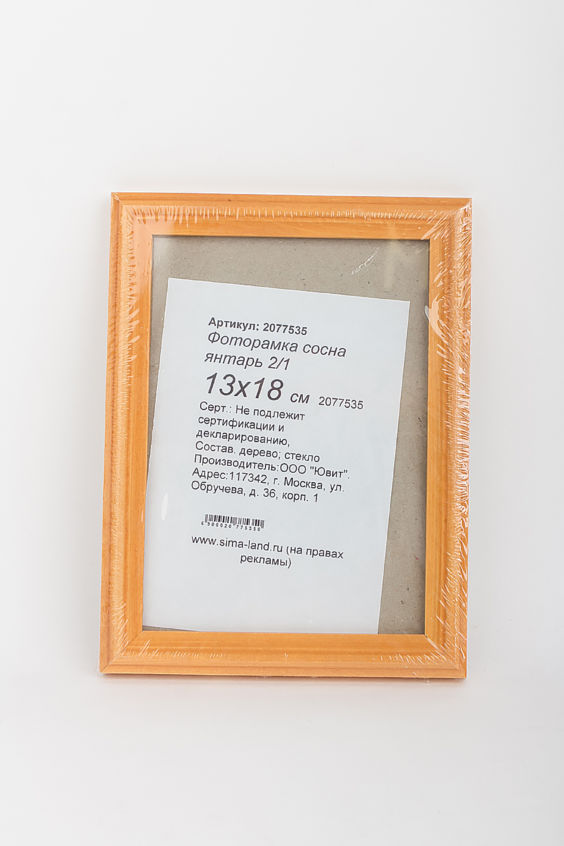 Артикул: 2077535
Фоторамка сосна
янтарь 2/1
13х18 см 2077535
Серт.: Не подлежит
сертификации и
декларированию,
Состав. дерево; стекло
Производитель:ООО "Ювит".
Адрес:117342, г. Москва, ул.
Обручева, д. 36, корп. 1
www.sima-land.ru (на правах
рекламы)